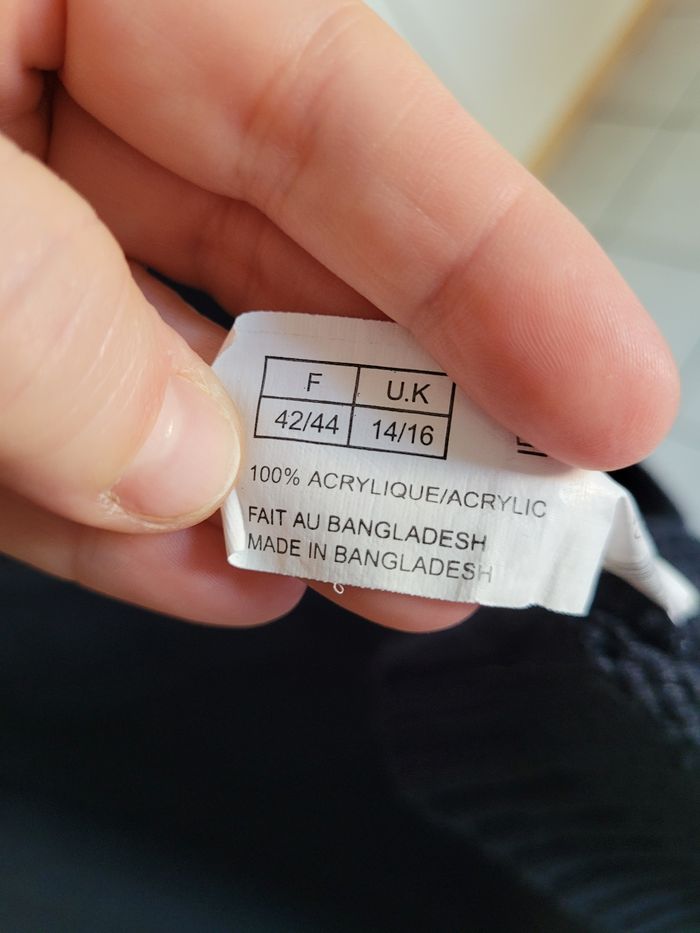 F U.K
42/44 14/16
100% ACRYLIQUE/ACRYLIC
FAIT AU BANGLADESH
MADE IN BANGLADESH